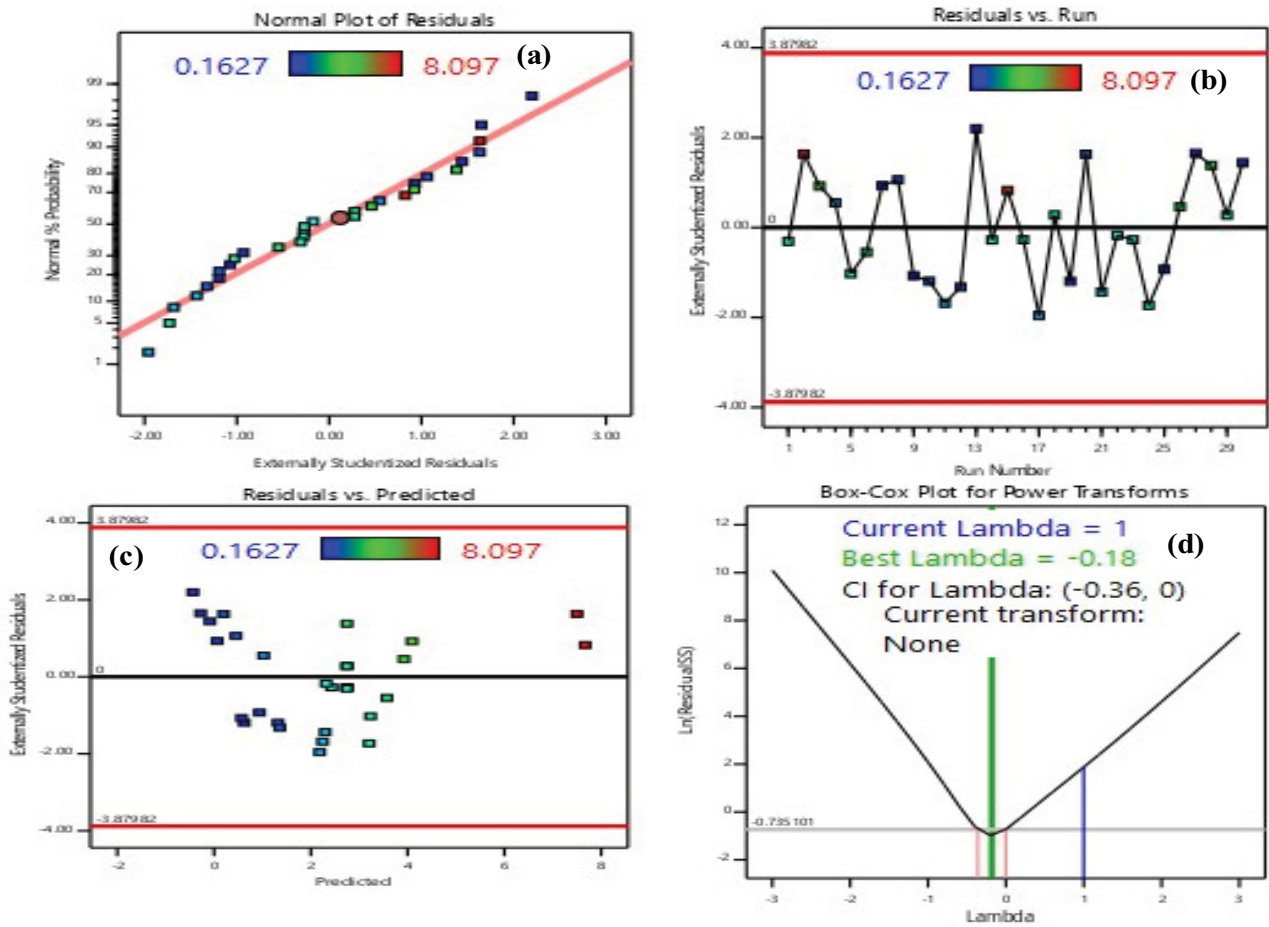 Normal Plot of Residuals
0.1627 8.097 (a)
99
95
90
80
70
50
30
20
10
5
1
Normal % Probability
-2.00 -1.00 0.00 1.00 2.00 3.00
Externally Studentized Residuals
Residuals vs. Run
4.00 3.87982
0.1627 8.097 (b)
2.00
0.00 0
-2.00
-3.87982
-4.00
Externally Studentized Residuals
1 5 9 13 17 21 25 29
Run Number
Residuals vs. Predicted
4.00 3.87982
(c) 0.1627 8.097
2.00
0.00 0
-2.00
-3.87982
-4.00
Externally Studentized Residuals
-2 0 2 4 6 8
Predicted
Box-Cox Plot for Power Transforms
12
Current Lambda = 1
Best Lambda = -0.18 (d)
CI for Lambda: (-0.36, 0)
Current transform:
None
10
8
6
4
2
0
-0.735101
-2
Ln(ResidualSS)
-3 -2 -1 0 1 2 3
Lambda